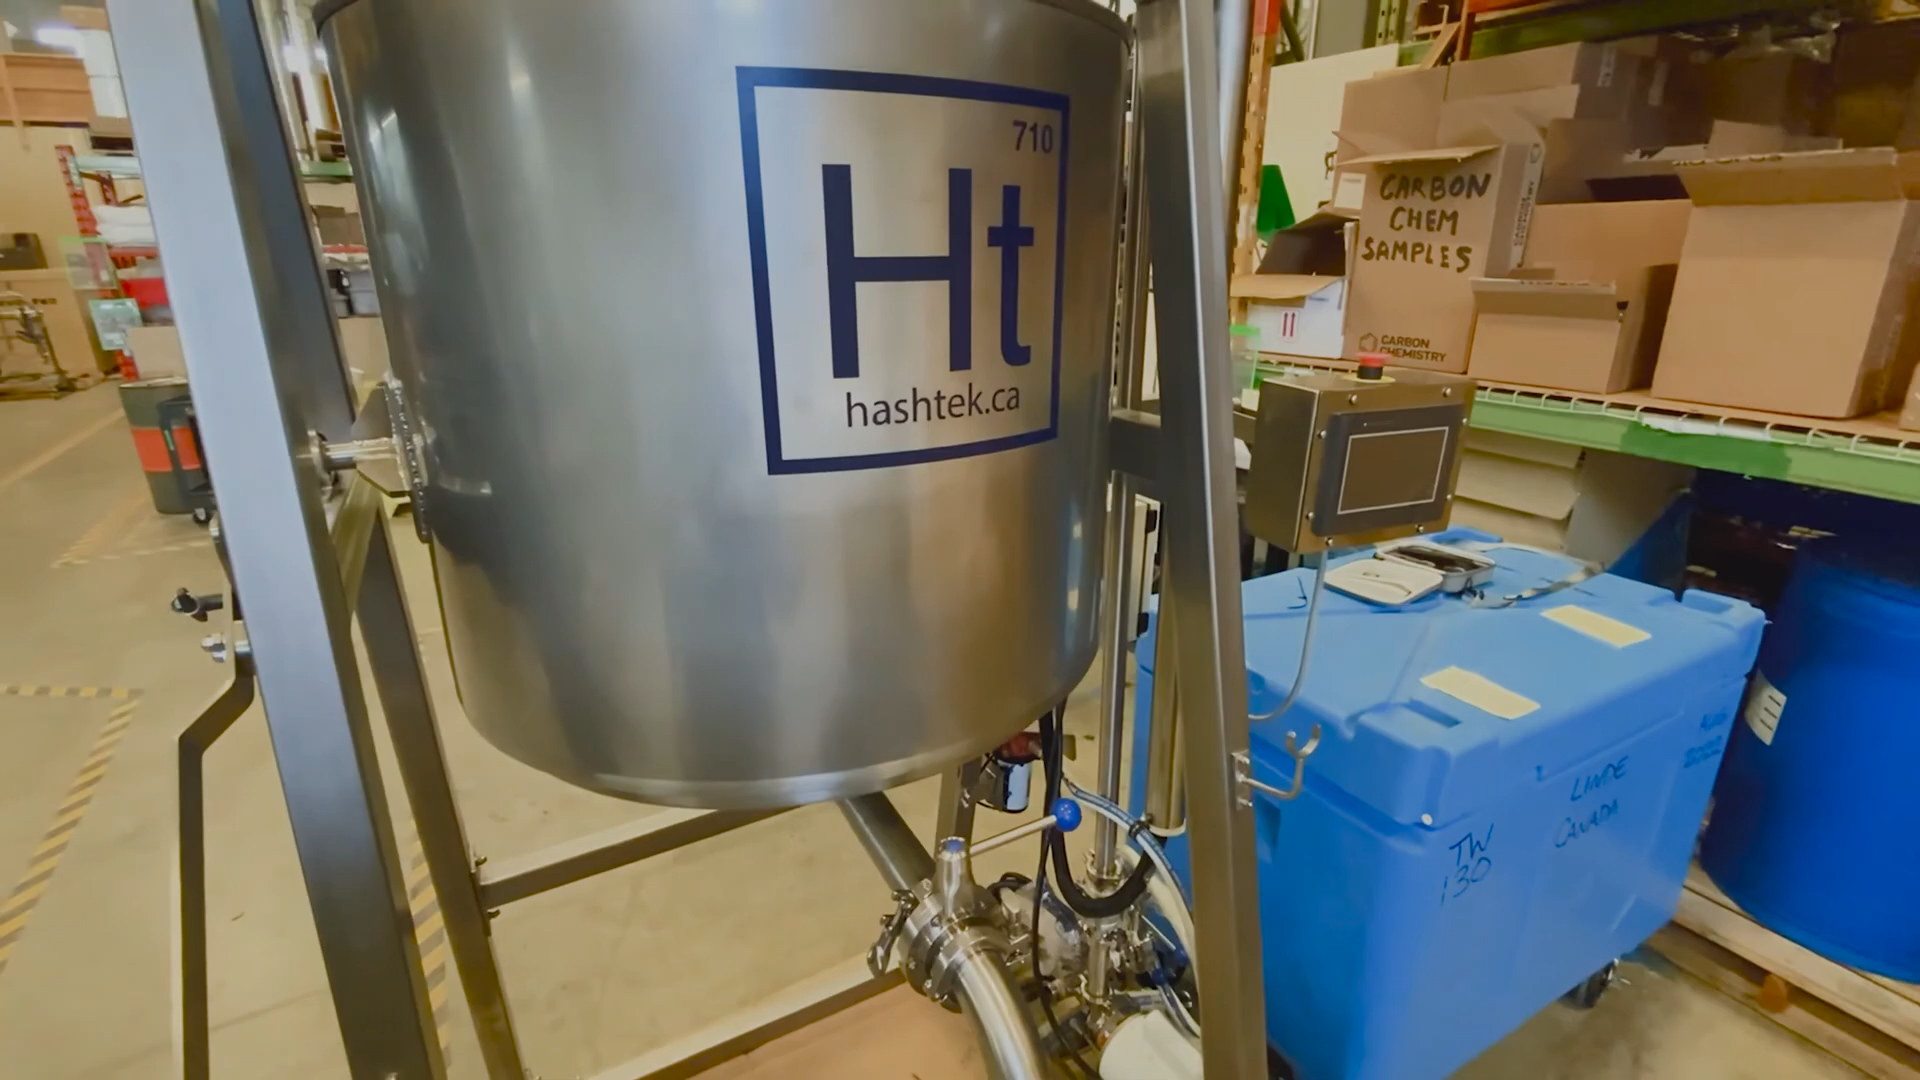 710
Ht
hashtek.ca
CARBON
CHEM
SAMPLES
CARBON
CHEMISTRY
LINDE
CANADA
TW
130